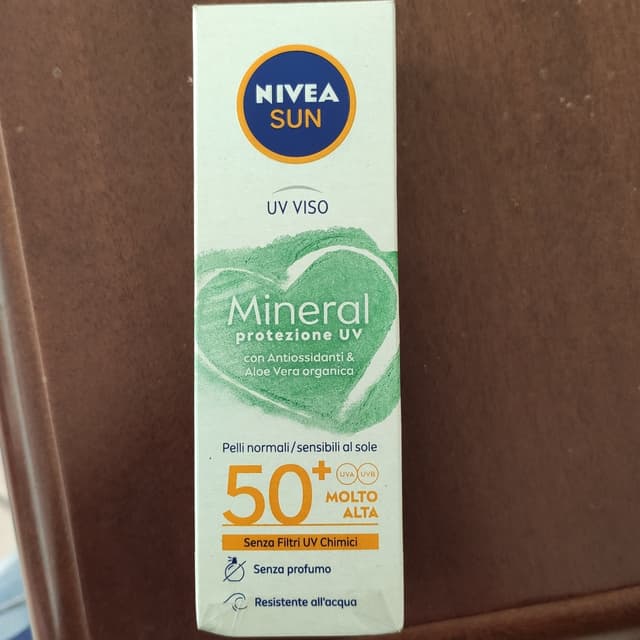 NIVEA
SUN
UV VISO
Mineral
protezione UV
con Antiossidanti &
Aloe Vera organica
Pelli normali/sensibili al sole
50+
UVA UVB
MOLTO
ALTA
Senza Filtri UV Chimici
Senza profumo
Resistente all'acqua